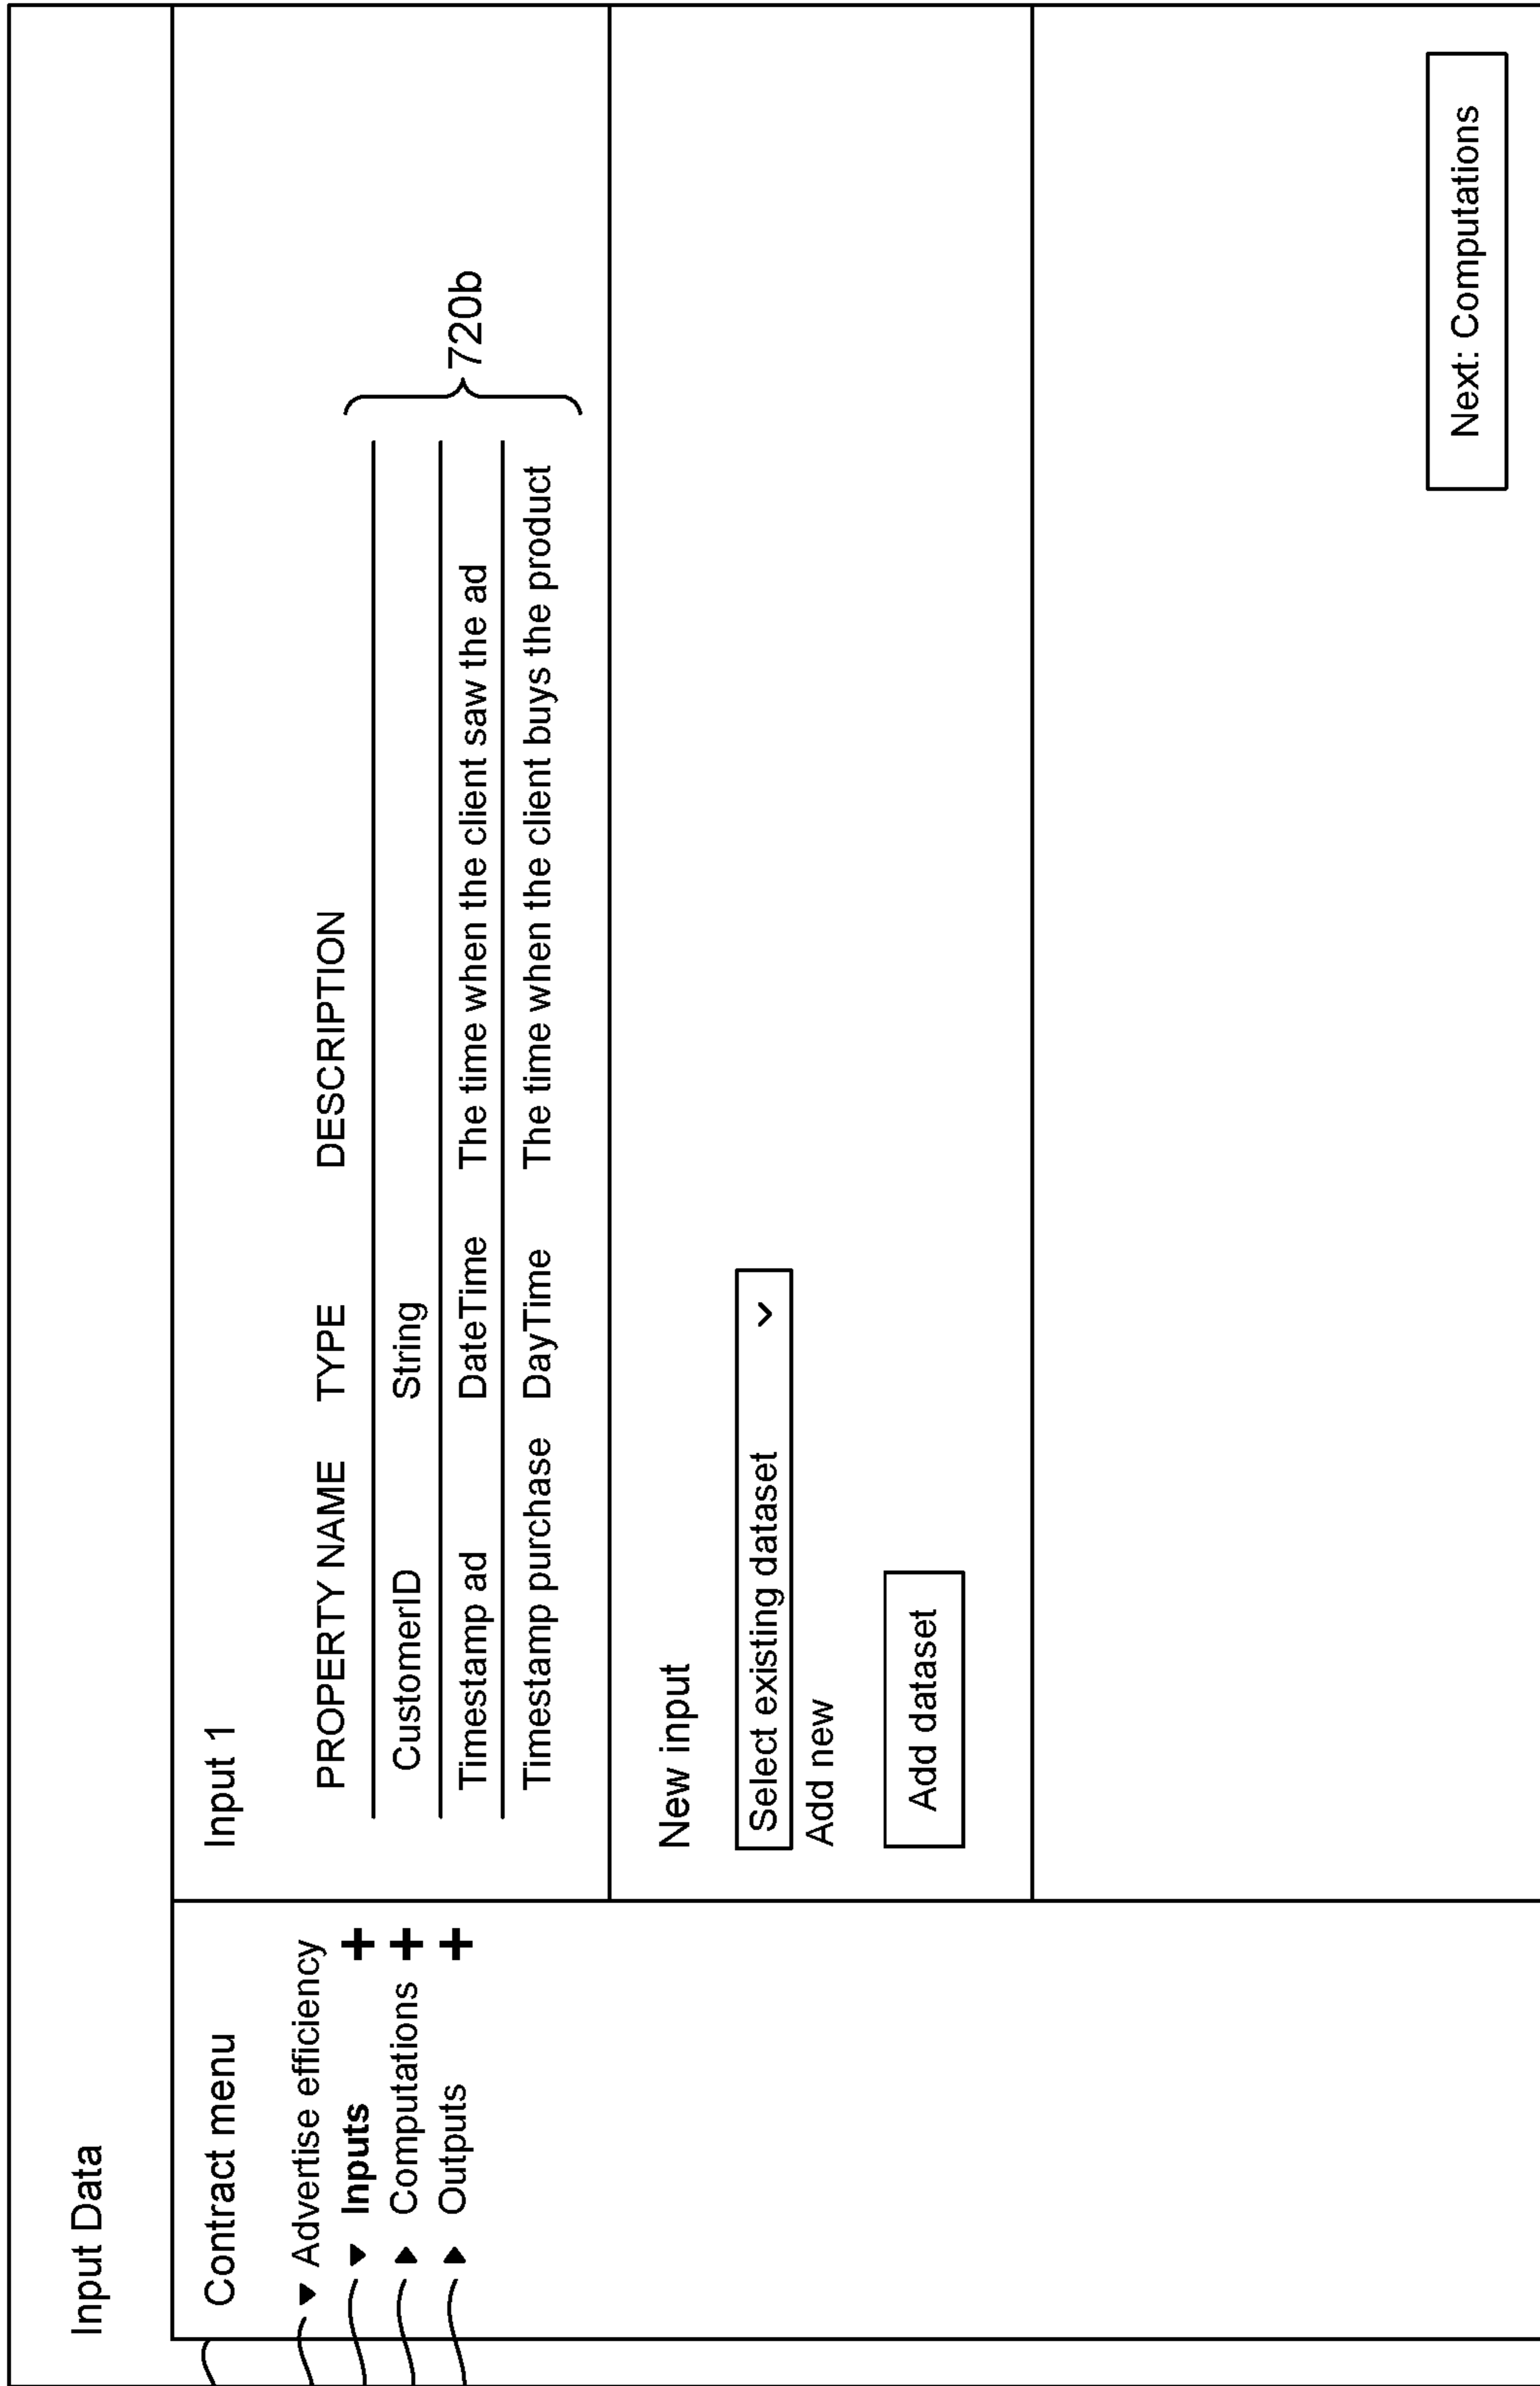 Input Data
Contract menu
Advertise efficiency
Inputs +
Computations +
Outputs +
Input 1
PROPERTY NAME TYPE DESCRIPTION
CustomerID String
Timestamp ad DateTime The time when the client saw the ad
Timestamp purchase DayTime The time when the client buys the product
720b
New input
Select existing dataset
Add new
Add dataset
Next: Computations